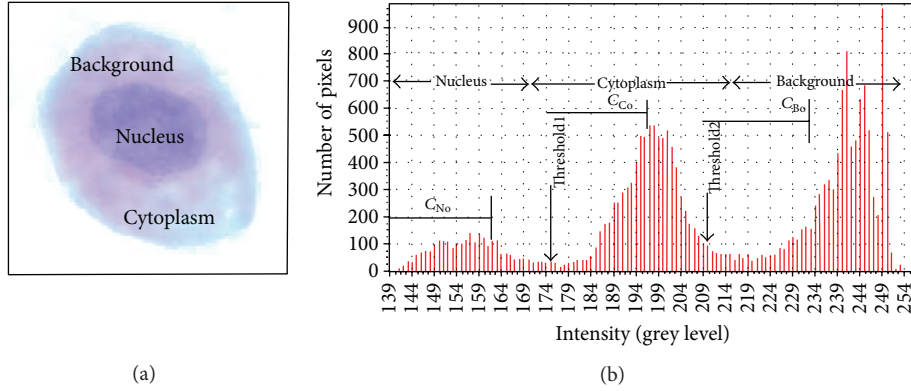 Background
Nucleus
Cytoplasm
(a)
Number of pixels
900
800
700
600
500
400
300
200
100
0
Nucleus
Cytoplasm
Background
C_Co
C_Bo
C_No
Threshold1
Threshold2
139
144
149
154
159
164
169
174
179
184
189
194
199
204
209
214
219
224
229
234
239
244
249
254
Intensity (grey level)
(b)